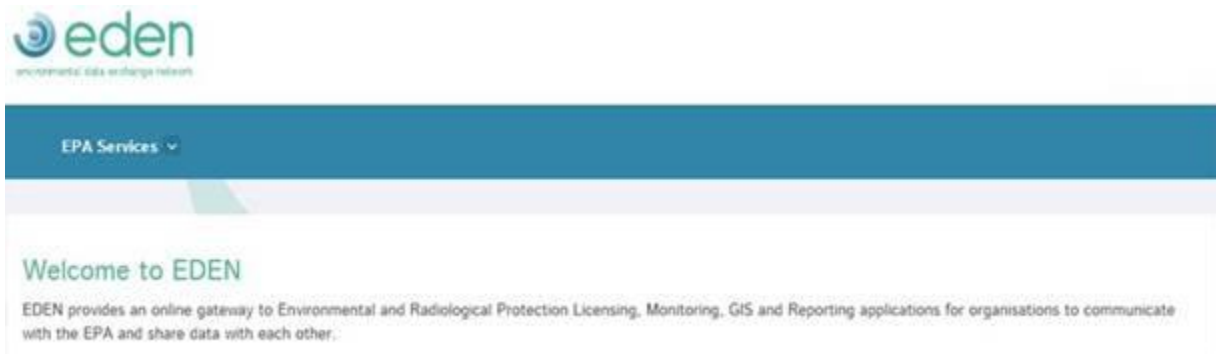 eden
environmental data exchange network
EPA Services
Welcome to EDEN
EDEN provides an online gateway to Environmental and Radiological Protection Licensing, Monitoring, GIS and Reporting applications for organisations to communicate
with the EPA and share data with each other.